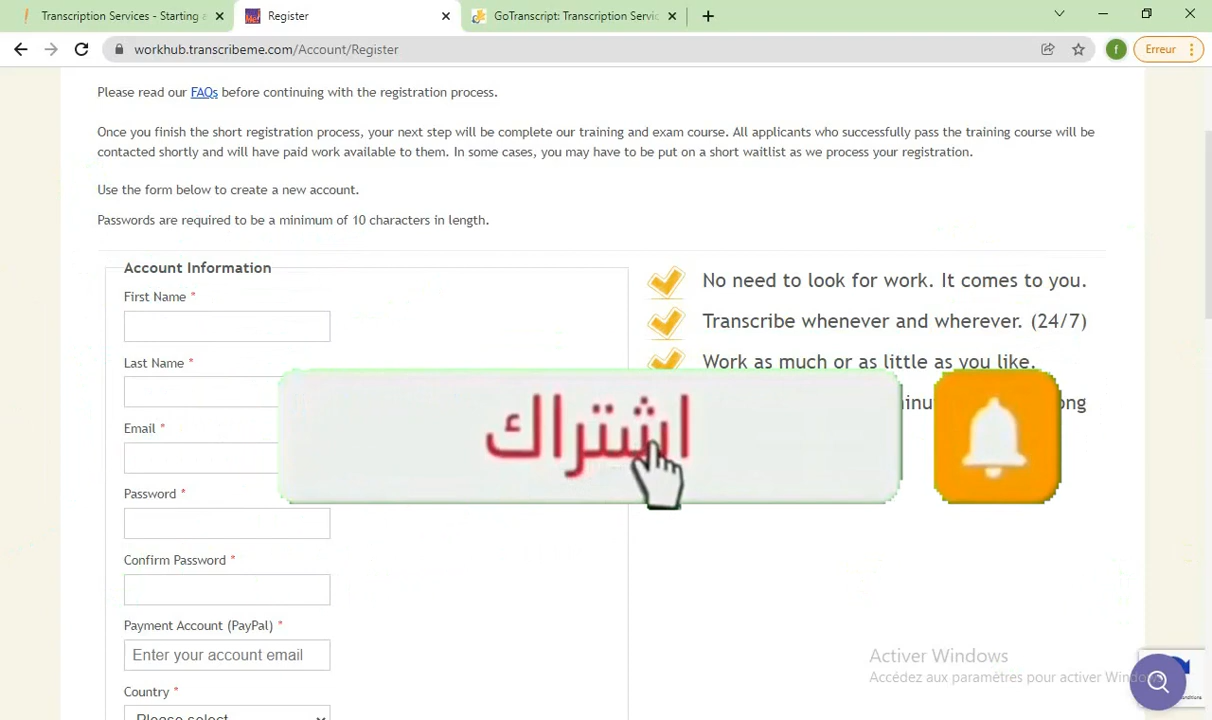 Transcription Services - Starting a
Register
GoTranscript: Transcription Servic
workhub.transcribeme.com/Account/Register
f
Erreur
Please read our FAQs before continuing with the registration process.
Once you finish the short registration process, your next step will be complete our training and exam course. All applicants who successfully pass the training course will be
contacted shortly and will have paid work available to them. In some cases, you may have to be put on a short waitlist as we process your registration.
Use the form below to create a new account.
Passwords are required to be a minimum of 10 characters in length.
Account Information
First Name *
Last Name *
Email *
Password *
Confirm Password *
Payment Account (PayPal) *
Enter your account email
Country *
Please select
No need to look for work. It comes to you.
Transcribe whenever and wherever. (24/7)
Work as much or as little as you like.
اشتراك
Activer Windows
Accédez aux paramètres pour activer Windows